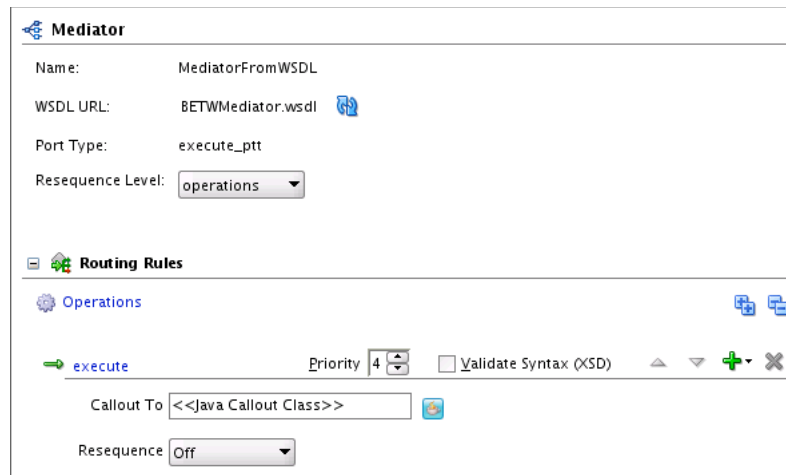 Mediator
Name: MediatorFromWSDL
WSDL URL: BETWMediator.wsdl
Port Type: execute_ptt
Resequence Level: operations
Routing Rules
Operations
execute Priority 4 Validate Syntax (XSD)
Callout To <<Java Callout Class>>
Resequence Off